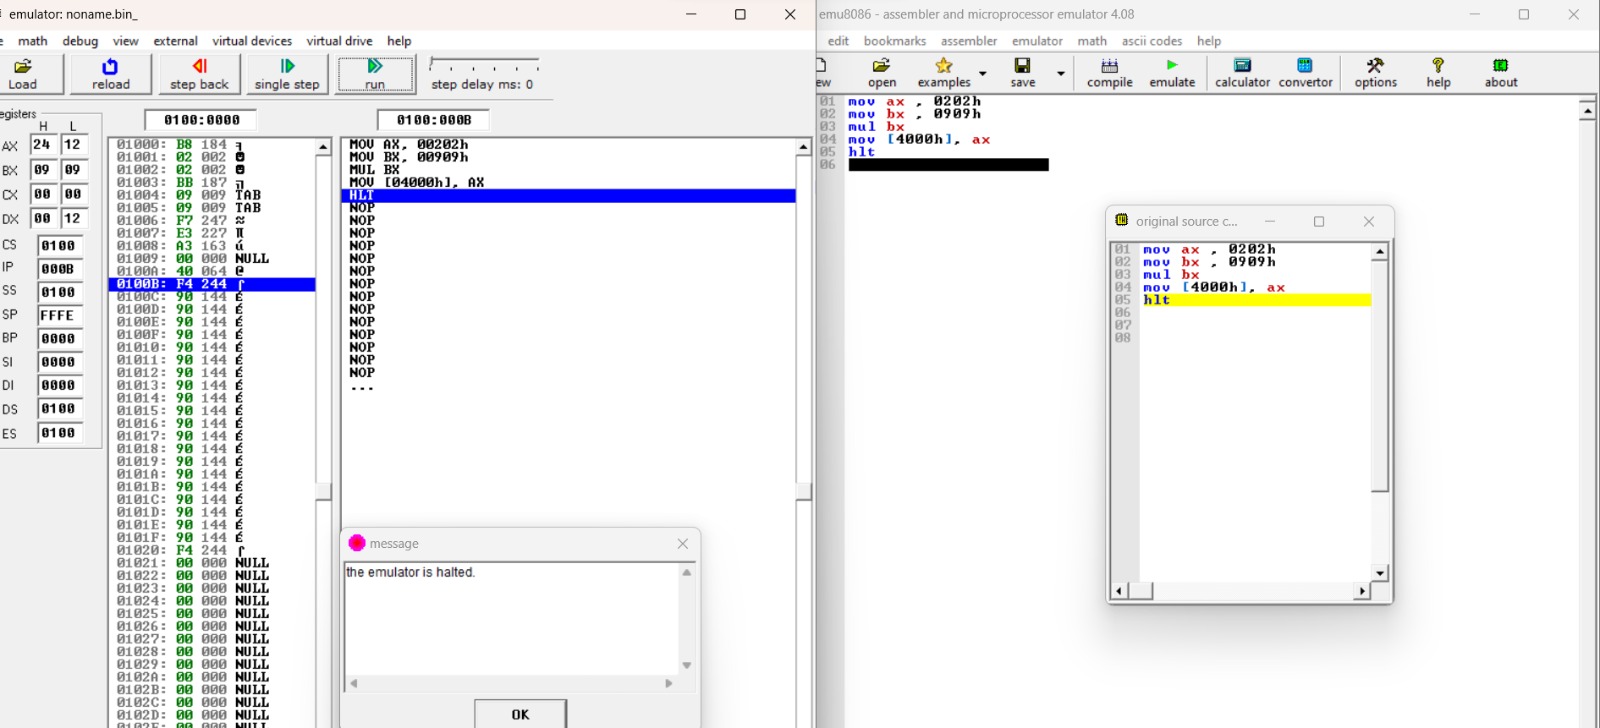 emulator: noname.bin_
math debug view external virtual devices virtual drive help
Load reload step back single step run step delay ms: 0
egisters
H L
AX 24 12
BX 09 09
CX 00 00
DX 00 12
CS 0100
IP 000B
SS 0100
SP FFFE
BP 0000
SI 0000
DI 0000
DS 0100
ES 0100
0100:0000
01000: B8 184 ╕
01001: 02 002 ☻
01002: 02 002 ☻
01003: BB 187 ╗
01004: 09 009 TAB
01005: 09 009 TAB
01006: F7 247 ≈
01007: E3 227 π
01008: A3 163 ú
01009: 00 000 NULL
0100A: 40 064 @
0100B: F4 244 ⌠
0100C: 90 144 É
0100D: 90 144 É
0100E: 90 144 É
0100F: 90 144 É
01010: 90 144 É
01011: 90 144 É
01012: 90 144 É
01013: 90 144 É
01014: 90 144 É
01015: 90 144 É
01016: 90 144 É
01017: 90 144 É
01018: 90 144 É
01019: 90 144 É
0101A: 90 144 É
0101B: 90 144 É
0101C: 90 144 É
0101D: 90 144 É
0101E: 90 144 É
0101F: 90 144 É
01020: F4 244 ⌠
01021: 00 000 NULL
01022: 00 000 NULL
01023: 00 000 NULL
01024: 00 000 NULL
01025: 00 000 NULL
01026: 00 000 NULL
01027: 00 000 NULL
01028: 00 000 NULL
01029: 00 000 NULL
0102A: 00 000 NULL
0102B: 00 000 NULL
0102C: 00 000 NULL
0102D: 00 000 NULL
0100:000B
MOV AX, 00202h
MOV BX, 00909h
MUL BX
MOV [04000h], AX
HLT
NOP
NOP
NOP
NOP
NOP
NOP
NOP
NOP
NOP
NOP
NOP
NOP
NOP
NOP
...
message
the emulator is halted.
OK
emu8086 - assembler and microprocessor emulator 4.08
edit bookmarks assembler emulator math ascii codes help
ew open examples save compile emulate calculator convertor options help about
01 mov ax , 0202h
02 mov bx , 0909h
03 mul bx
04 mov [4000h], ax
05 hlt
06
original source c...
01 mov ax , 0202h
02 mov bx , 0909h
03 mul bx
04 mov [4000h], ax
05 hlt
06
07
08